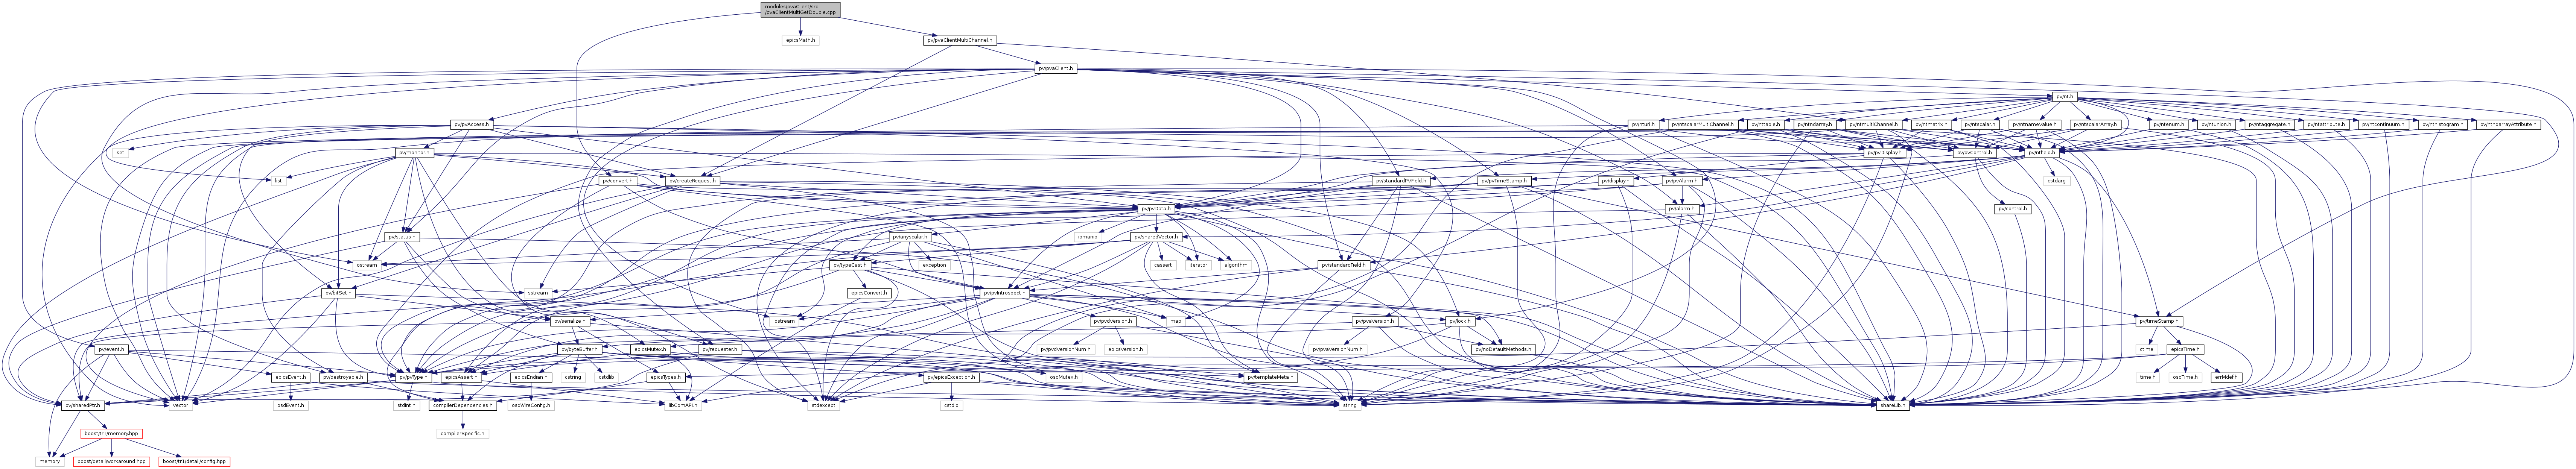 modules/pvaClient/src
/pvaClientMultiGetDouble.cpp
epicsMath.h
pv/pvaClientMultiChannel.h
pv/pvaClient.h
pv/nt.h
pv/pvAccess.h
pv/nturi.h
pv/ntscalarMultiChannel.h
pv/nttable.h
pv/ntndarray.h
pv/ntmultiChannel.h
pv/ntmatrix.h
pv/ntscalar.h
pv/ntnameValue.h
pv/ntscalarArray.h
pv/ntenum.h
pv/ntunion.h
pv/ntaggregate.h
pv/ntattribute.h
pv/ntcontinuum.h
pv/nthistogram.h
pv/ntndarrayAttribute.h
set
pv/monitor.h
pv/pvDisplay.h
pv/pvControl.h
pv/ntfield.h
list
pv/convert.h
pv/createRequest.h
pv/standardPVField.h
pv/pvTimeStamp.h
pv/display.h
pv/pvAlarm.h
cstdarg
pv/pvData.h
pv/alarm.h
pv/control.h
pv/status.h
iomanip
pv/anyscalar.h
pv/sharedVector.h
ostream
pv/typeCast.h
exception
cassert
iterator
algorithm
pv/standardField.h
pv/bitSet.h
sstream
epicsConvert.h
pv/pvIntrospect.h
pv/serialize.h
iostream
pv/pvdVersion.h
map
pv/pvaVersion.h
pv/lock.h
pv/timeStamp.h
pv/event.h
pv/byteBuffer.h
epicsMutex.h
pv/requester.h
pv/pvdVersionNum.h
epicsVersion.h
pv/pvaVersionNum.h
pv/noDefaultMethods.h
ctime
epicsTime.h
epicsEvent.h
pv/destroyable.h
pv/pvType.h
epicsAssert.h
epicsEndian.h
cstring
cstdlib
epicsTypes.h
pv/epicsException.h
osdMutex.h
pv/templateMeta.h
time.h
osdTime.h
errMdef.h
pv/sharedPtr.h
vector
osdEvent.h
stdint.h
compilerDependencies.h
osdWireConfig.h
libComAPI.h
stdexcept
cstdio
string
shareLib.h
boost/tr1/memory.hpp
compilerSpecific.h
memory
boost/detail/workaround.hpp
boost/tr1/detail/config.hpp